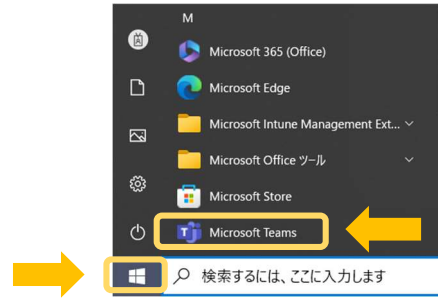 M
Microsoft 365 (Office)
Microsoft Edge
Microsoft Intune Management Ext...
Microsoft Office ツール
Microsoft Store
Microsoft Teams
検索するには、ここに入力します